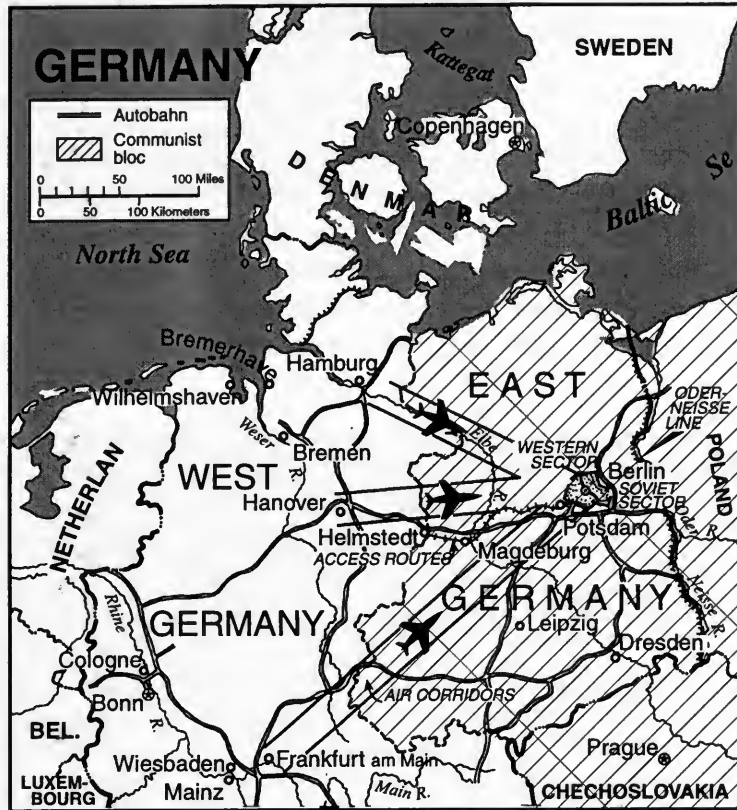 GERMANY
Autobahn
Communist
bloc
0 50 100 Miles
0 50 100 Kilometers
SWEDEN
Kattegat
Copenhagen
DENMAR
Baltic Se
North Sea
Bremerhave
Hamburg
Wilhelmshaven
Elbe
EAST
ODER-
NEISSE
LINE
Weser
R.
Bremen
WESTERN
SECTOR
POLAND
WEST
Berlin
SOVIET
SECTOR
NETHERLAN
Hanover
Potsdam
Oder R.
Helmstedt
Magdeburg
ACCESS ROUTES
Neisse R.
Rhine
R.
GERMANY
GERMANY
Leipzig
Cologne
Dresden
Bonn
AIR CORRIDORS
BEL.
Wiesbaden
Frankfurt am Main
Prague
LUXEM-
BOURG
Mainz
Main R.
CHECHOSLOVAKIA